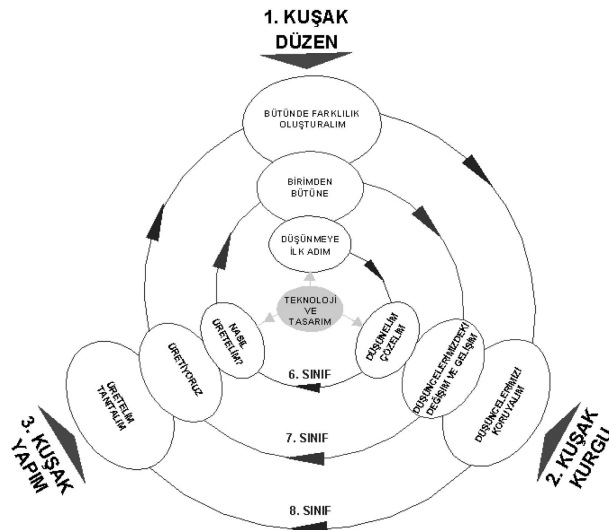 1. KUŞAK
DÜZEN
BÜTÜNDE FARKLILIK
OLUŞTURALIM
BİRİMDEN
BÜTÜNE
DÜŞÜNMEYE
İLK ADIM
TEKNOLOJİ
VE
TASARIM
NASIL
ÜRETELİM?
DÜŞÜNELİM
ÇÖZELİM
ÜRETİYORUZ
DÜŞÜNCELERİMİZDEKİ
DEĞİŞİM VE GELİŞİM
ÜRETELİM
TANITALIM
DÜŞÜNCELERİMİZİ
KORUYALIM
6. SINIF
7. SINIF
8. SINIF
3. KUŞAK
YAPIM
2. KUŞAK
KURGU